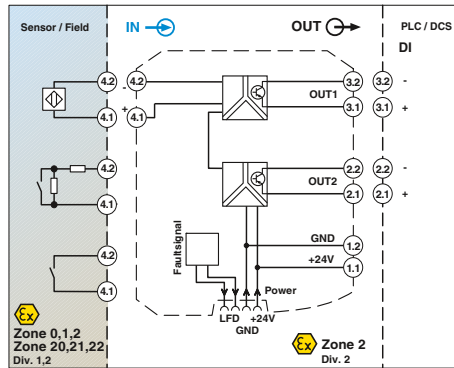 Sensor / Field
IN
OUT
PLC / DCS
DI
4.2
-
4.2
3.2
3.2
-
OUT1
4.1
+
4.1
3.1
3.1
+
4.2
2.2
2.2
-
OUT2
4.1
2.1
2.1
+
Faultsignal
GND
1.2
4.2
+24V
1.1
4.1
Power
LFD
+24V
GND
Ex
Zone 0,1,2
Zone 20,21,22
Div. 1,2
Ex
Zone 2
Div. 2